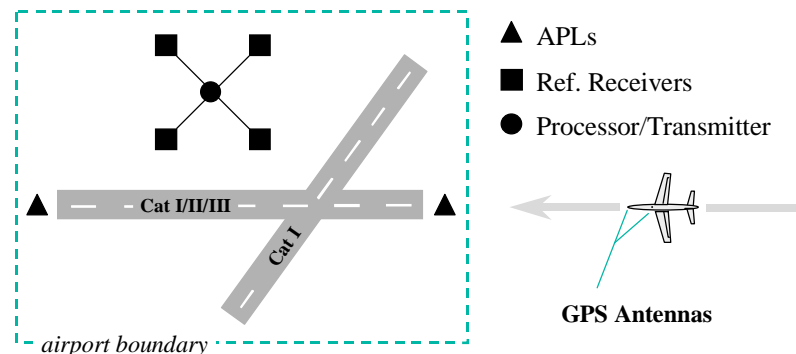 APLs
Ref. Receivers
Processor/Transmitter
Cat I/II/III
Cat I
GPS Antennas
airport boundary